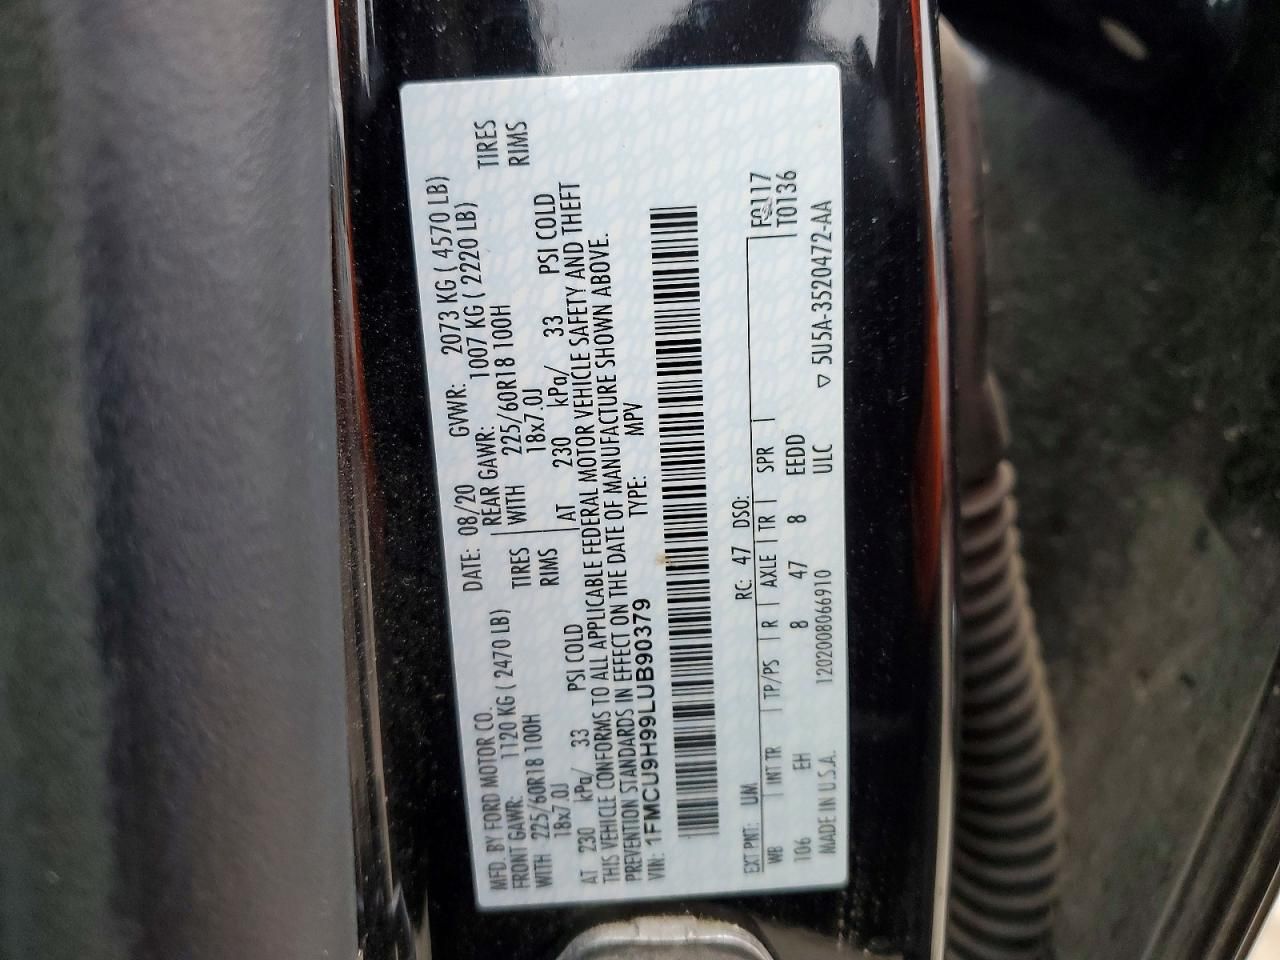 MFD. BY FORD MOTOR CO. DATE: 08/20 GVWR: 2073 KG ( 4570 LB)
FRONT GAWR: 1120 KG ( 2470 LB) REAR GAWR: 1007 KG ( 2220 LB)
WITH 225/60R18 100H TIRES WITH 225/60R18 100H TIRES
18x7.0J RIMS 18x7.0J RIMS
AT 230 kPa/ 33 PSI COLD AT 230 kPa/ 33 PSI COLD
THIS VEHICLE CONFORMS TO ALL APPLICABLE FEDERAL MOTOR VEHICLE SAFETY AND THEFT
PREVENTION STANDARDS IN EFFECT ON THE DATE OF MANUFACTURE SHOWN ABOVE.
VIN: 1FMCU9H99LUB90379 TYPE: MPV
EXT PNT: UM RC: 47 DSO: F0117
WB | INT TR | TP/PS | R | AXLE | TR | SPR | T0136
106 EH 8 47 8 EEDD
MADE IN U.S.A. 1202008066910 ULC ▽ 5U5A-3520472-AA